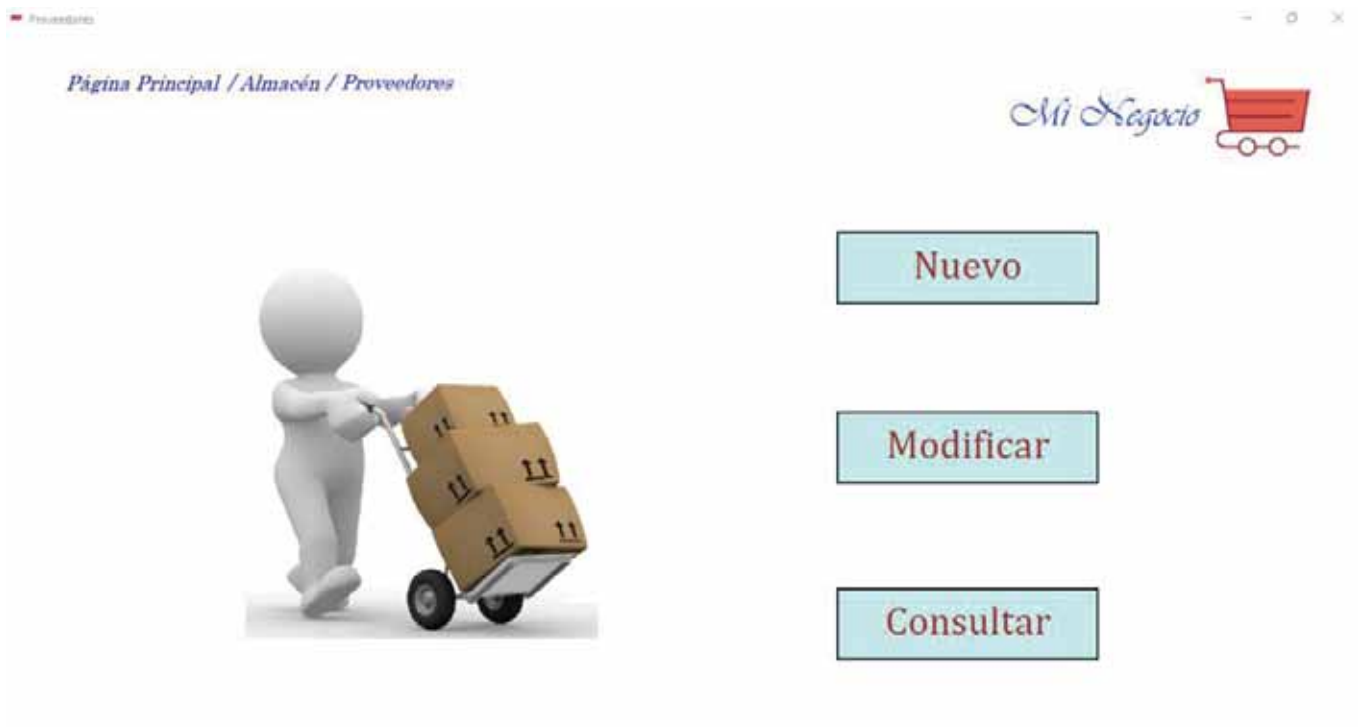 Proveedores
Página Principal / Almacén / Proveedores
Mi Negocio
Nuevo
Modificar
Consultar